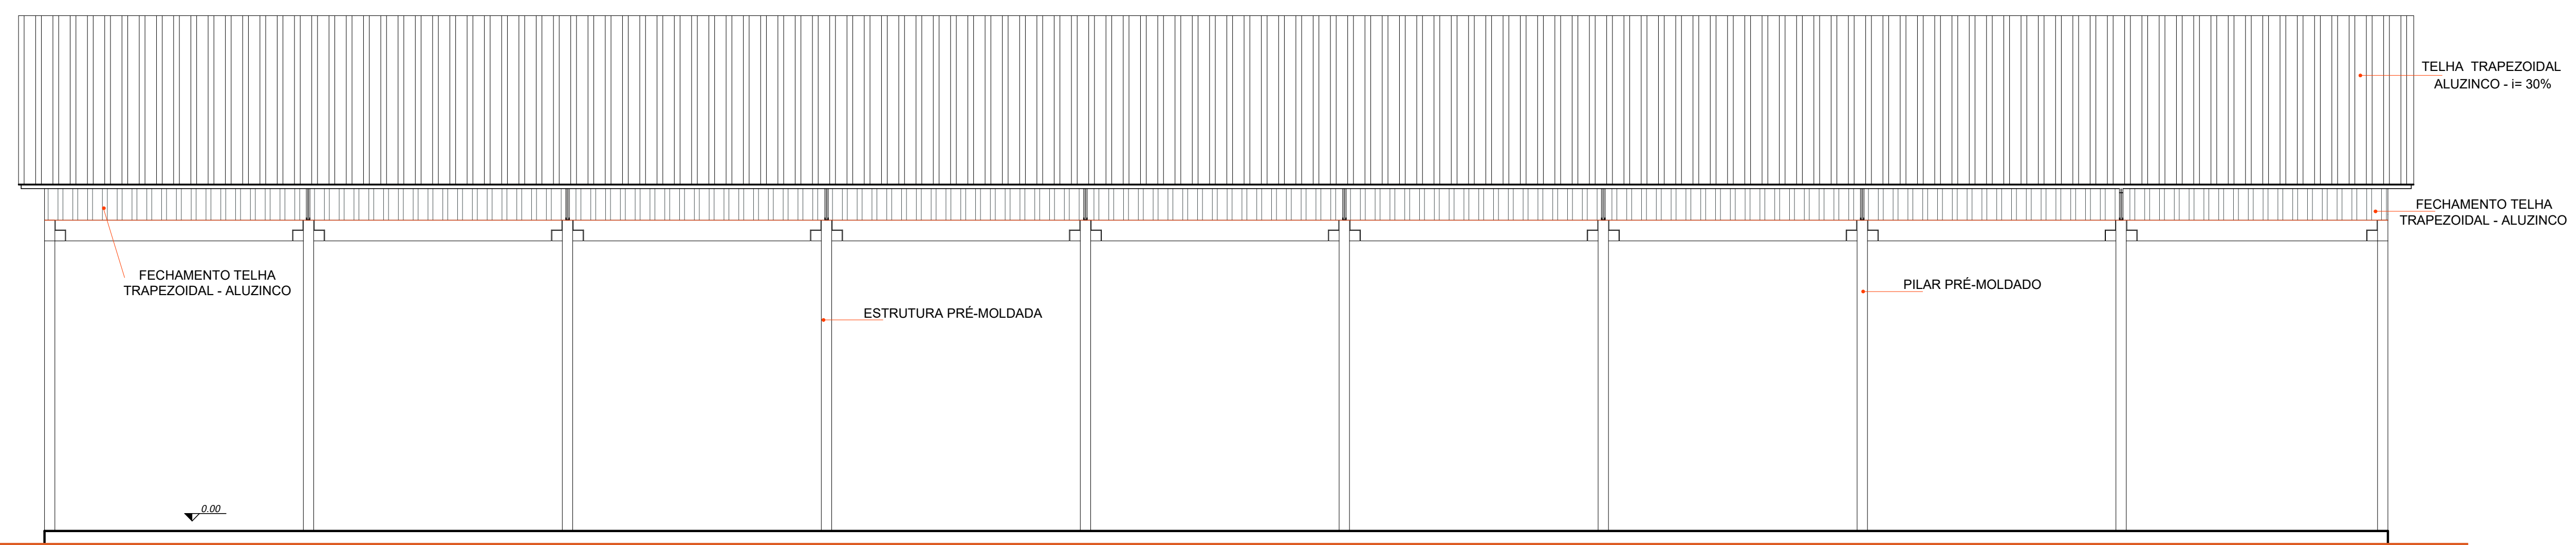 TELHA TRAPEZOIDAL
ALUZINCO - i= 30%
FECHAMENTO TELHA
TRAPEZOIDAL - ALUZINCO
FECHAMENTO TELHA
TRAPEZOIDAL - ALUZINCO
PILAR PRÉ-MOLDADO
ESTRUTURA PRÉ-MOLDADA
0.00